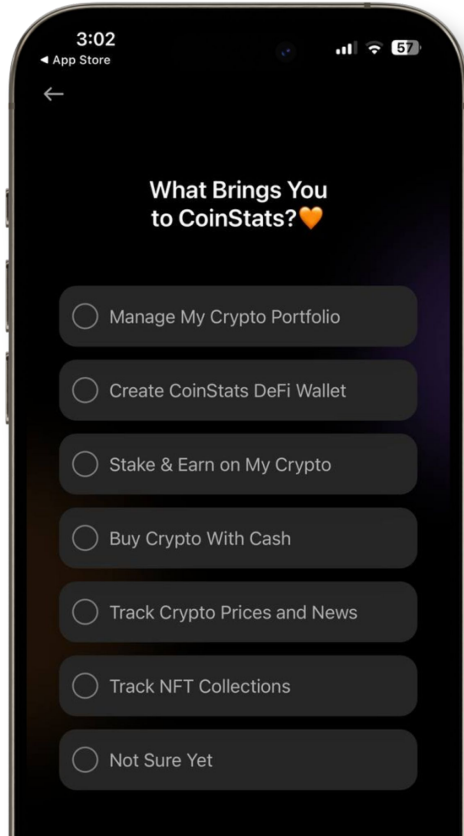 3:02
57
◀ App Store
What Brings You
to CoinStats?🧡
Manage My Crypto Portfolio
Create CoinStats DeFi Wallet
Stake & Earn on My Crypto
Buy Crypto With Cash
Track Crypto Prices and News
Track NFT Collections
Not Sure Yet